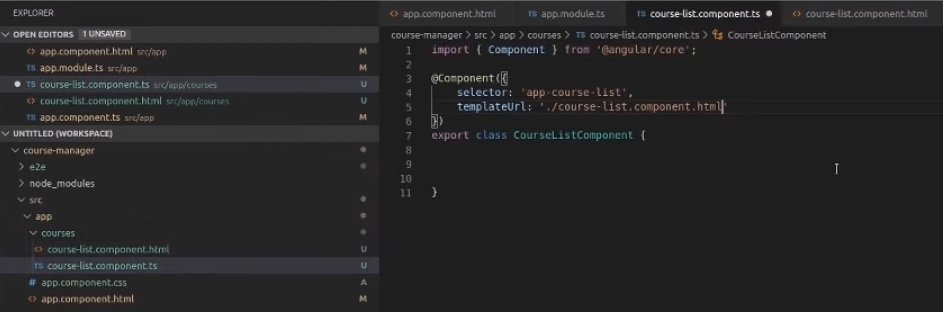 EXPLORER
OPEN EDITORS 1 UNSAVED
<> app.component.html src/app M
TS app.module.ts src/app M
TS course-list.component.ts src/app/courses U
<> course-list.component.html src/app/courses U
TS app.component.ts src/app M
UNTITLED (WORKSPACE)
course-manager
e2e
node_modules
src
app
courses
<> course-list.component.html U
TS course-list.component.ts U
# app.component.css A
<> app.component.html M
<> app.component.html TS app.module.ts TS course-list.component.ts <> course-list.component.html
course-manager > src > app > courses > TS course-list.component.ts > CourseListComponent
1 import { Component } from '@angular/core';
2
3 @Component({
4 selector: 'app-course-list',
5 templateUrl: './course-list.component.html'
6 })
7 export class CourseListComponent {
8
9
10
11 }